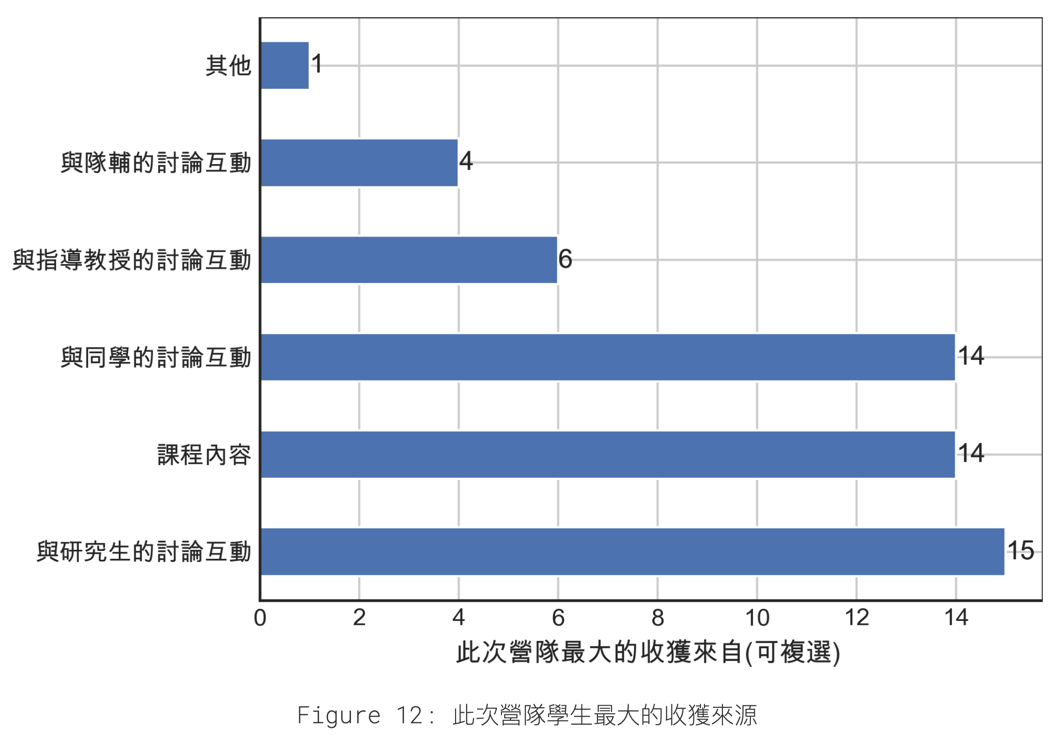 其他
1
與隊輔的討論互動
4
與指導教授的討論互動
6
與同學的討論互動
14
課程內容
14
與研究生的討論互動
15
0 2 4 6 8 10 12 14
此次營隊最大的收獲來自(可複選)
Figure 12: 此次營隊學生最大的收獲來源